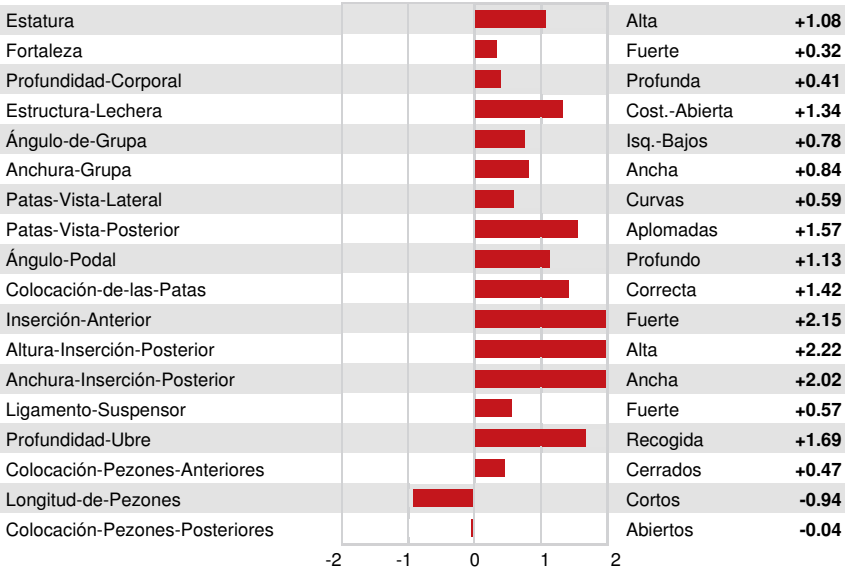 Estatura Alta +1.08
Fortaleza Fuerte +0.32
Profundidad-Corporal Profunda +0.41
Estructura-Lechera Cost.-Abierta +1.34
Ángulo-de-Grupa Isq.-Bajos +0.78
Anchura-Grupa Ancha +0.84
Patas-Vista-Lateral Curvas +0.59
Patas-Vista-Posterior Aplomadas +1.57
Ángulo-Podal Profundo +1.13
Colocación-de-las-Patas Correcta +1.42
Inserción-Anterior Fuerte +2.15
Altura-Inserción-Posterior Alta +2.22
Anchura-Inserción-Posterior Ancha +2.02
Ligamento-Suspensor Fuerte +0.57
Profundidad-Ubre Recogida +1.69
Colocación-Pezones-Anteriores Cerrados +0.47
Longitud-de-Pezones Cortos -0.94
Colocación-Pezones-Posteriores Abiertos -0.04
-2 -1 0 1 2